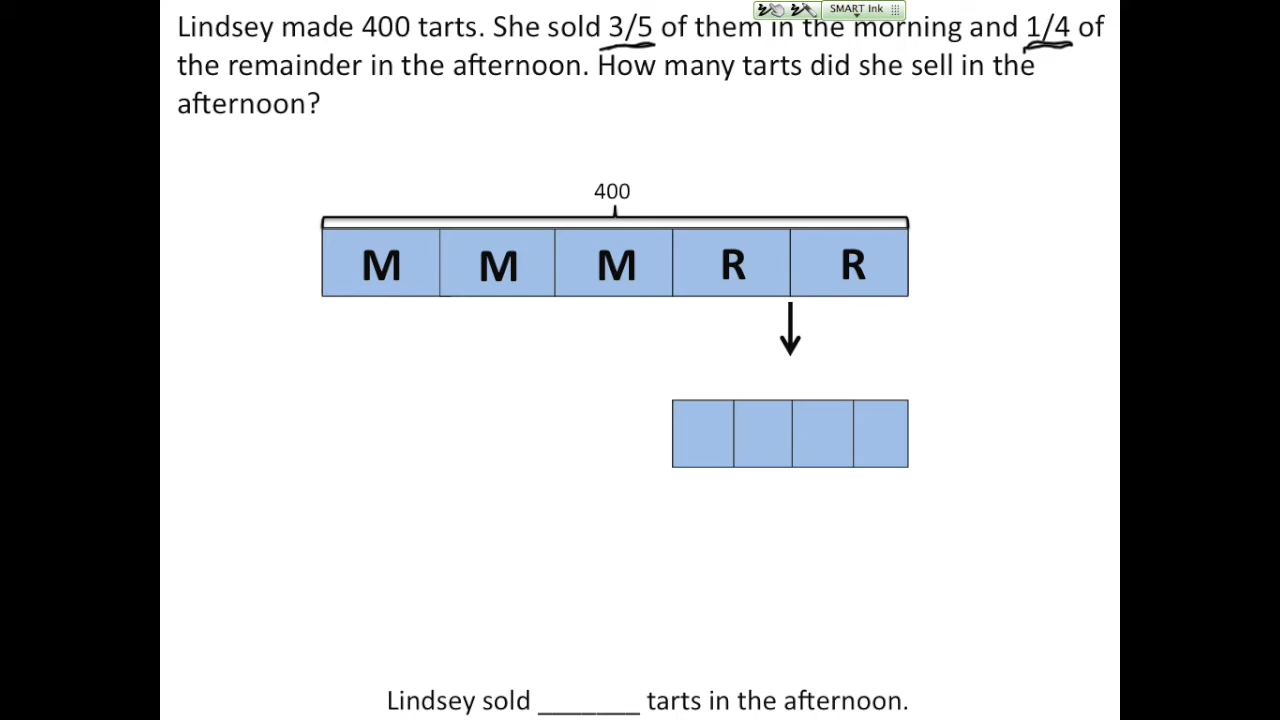 SMART Ink
Lindsey made 400 tarts. She sold 3/5 of them in the morning and 1/4 of
the remainder in the afternoon. How many tarts did she sell in the
afternoon?
400
M M M R R
Lindsey sold _______ tarts in the afternoon.